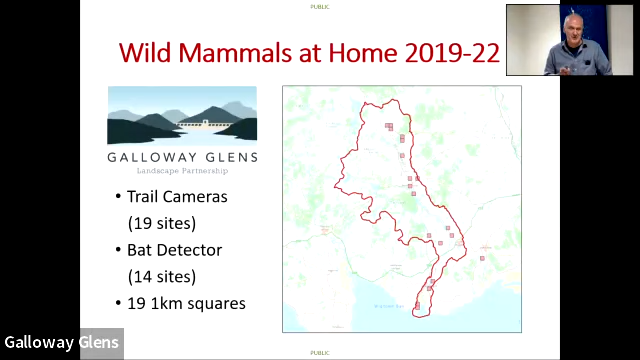 PUBLIC
Wild Mammals at Home 2019-22
GALLOWAY GLENS
Landscape Partnership
• Trail Cameras
(19 sites)
• Bat Detector
(14 sites)
• 19 1km squares
Galloway Glens
PUBLIC